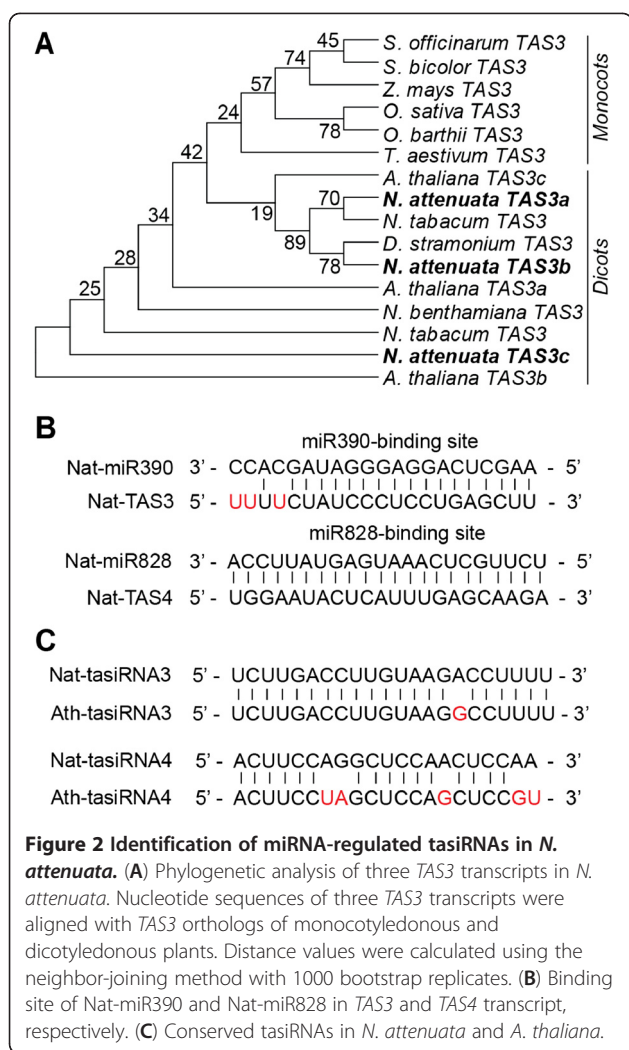 A
45
S. officinarum TAS3
74
S. bicolor TAS3
57
Z. mays TAS3
24
O. sativa TAS3
78
O. barthii TAS3
42
T. aestivum TAS3
Monocots
A. thaliana TAS3c
34
19
70
N. attenuata TAS3a
N. tabacum TAS3
89
D. stramonium TAS3
28
78
N. attenuata TAS3b
25
A. thaliana TAS3a
N. benthamiana TAS3
N. tabacum TAS3
N. attenuata TAS3c
A. thaliana TAS3b
Dicots
B
miR390-binding site
Nat-miR390 3' - CCACGAUAGGGAGGACUCGAA - 5'
Nat-TAS3 5' - UUUUCUAUCCCUCCUGAGCUU - 3'
miR828-binding site
Nat-miR828 3' - ACCUUAUGAGUAAACUCGUUCU - 5'
Nat-TAS4 5' - UGGAAUACUCAUUUGAGCAAGA - 3'
C
Nat-tasiRNA3 5' - UCUUGACCUUGUAAGACCUUUU - 3'
Ath-tasiRNA3 5' - UCUUGACCUUGUAAGGCCUUUU - 3'
Nat-tasiRNA4 5' - ACUUCCAGGCUCCAACUCCAA - 3'
Ath-tasiRNA4 5' - ACUUCCUAGCUCCAGCUCCGU - 3'
Figure 2 Identification of miRNA-regulated tasiRNAs in N.
attenuata. (A) Phylogenetic analysis of three TAS3 transcripts in N.
attenuata. Nucleotide sequences of three TAS3 transcripts were
aligned with TAS3 orthologs of monocotyledonous and
dicotyledonous plants. Distance values were calculated using the
neighbor-joining method with 1000 bootstrap replicates. (B) Binding
site of Nat-miR390 and Nat-miR828 in TAS3 and TAS4 transcript,
respectively. (C) Conserved tasiRNAs in N. attenuata and A. thaliana.